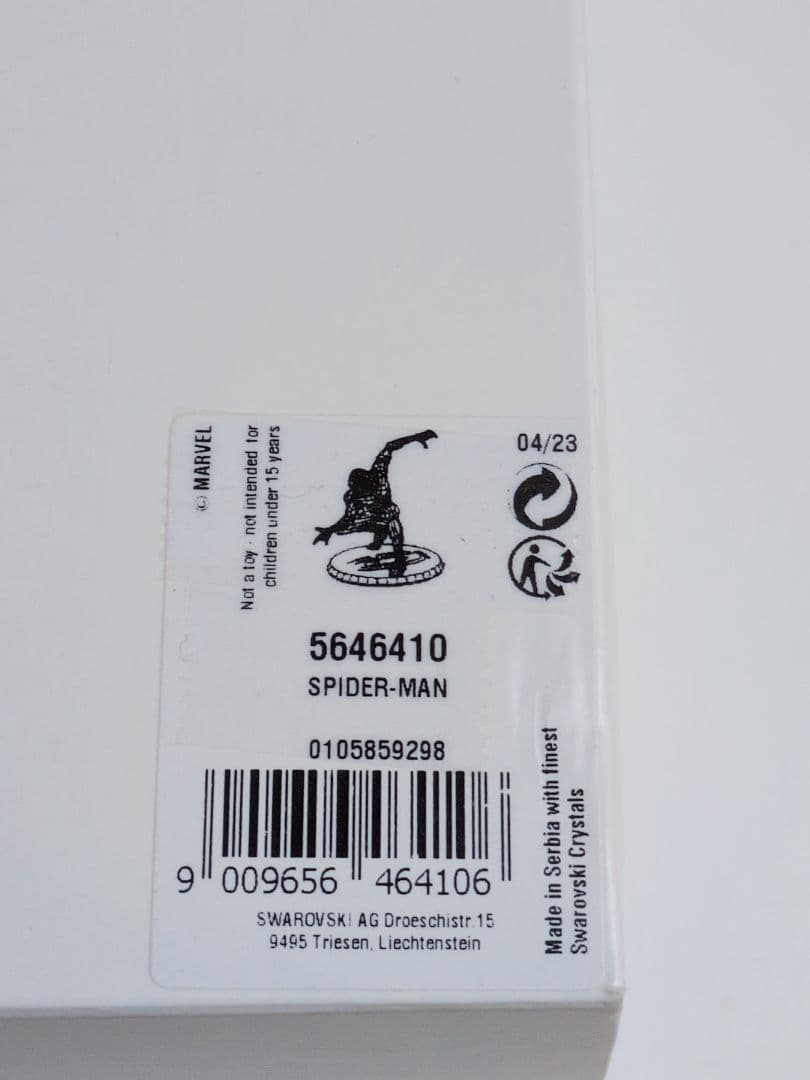 © MARVEL
Not a toy - not intended for
children under 15 years
04/23
5646410
SPIDER-MAN
0105859298
9 009656 464106
SWAROVSKI AG Droeschistr.15
9495 Triesen, Liechtenstein
Made in Serbia with finest
Swarovski Crystals